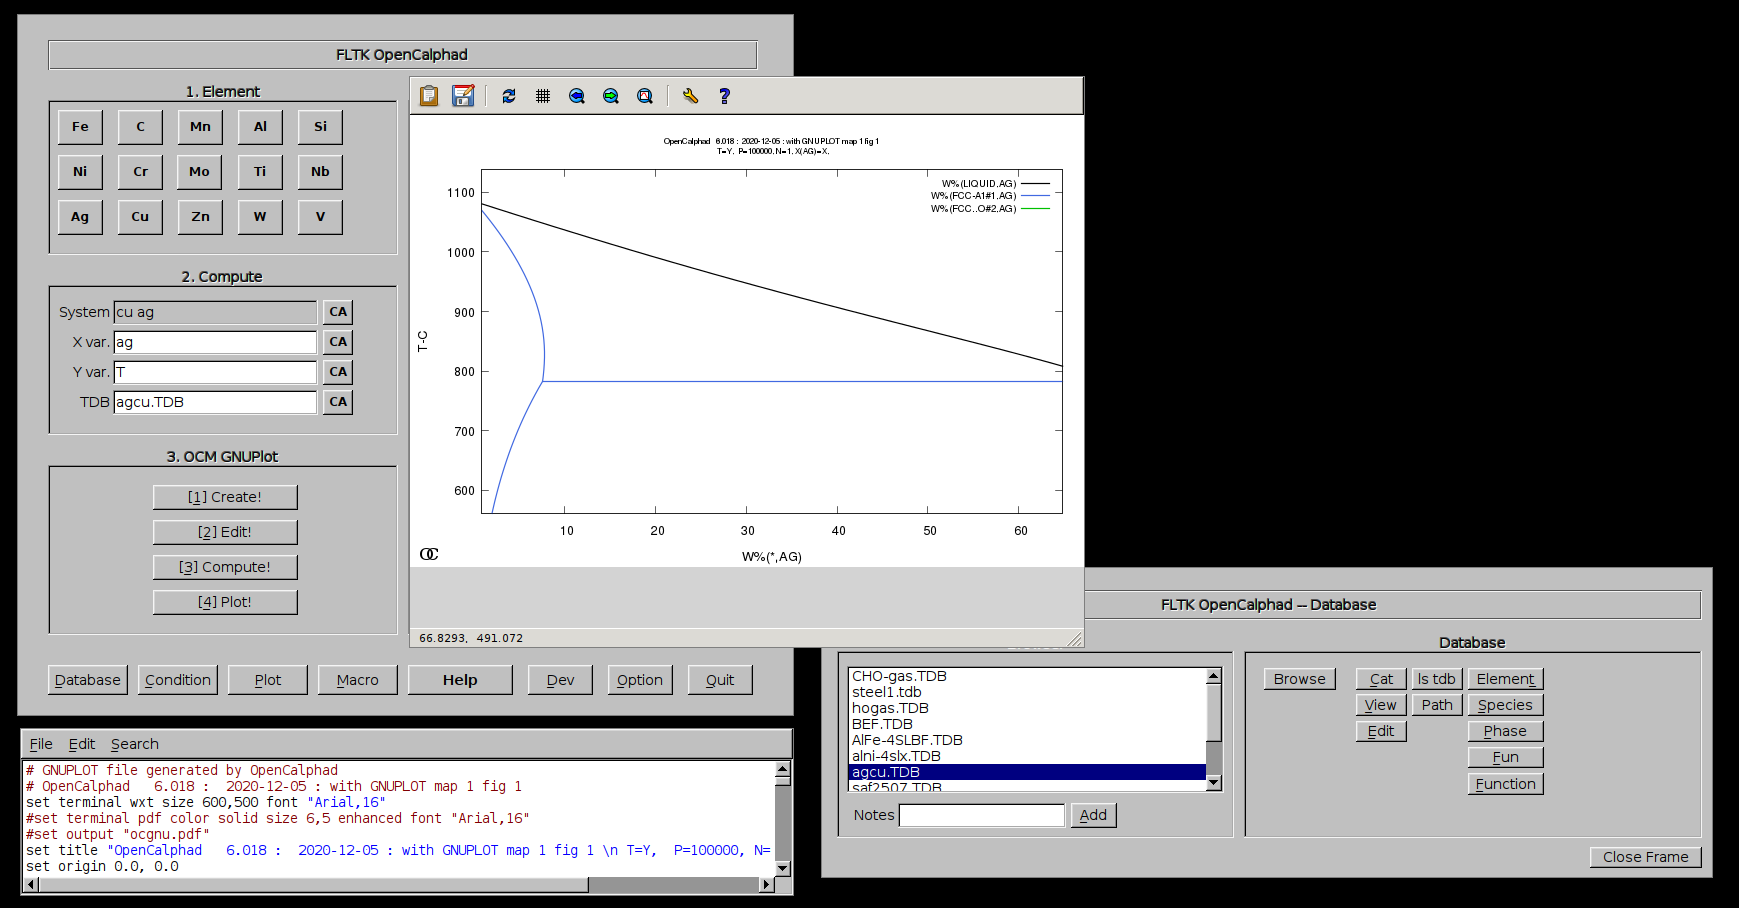 FLTK OpenCalphad
1. Element
Fe C Mn Al Si
Ni Cr Mo Ti Nb
Ag Cu Zn W V
2. Compute
System cu ag CA
X var. ag CA
Y var. T CA
TDB agcu.TDB CA
3. OCM GNUPlot
[1] Create!
[2] Edit!
[3] Compute!
[4] Plot!
Database Condition Plot Macro Help Dev Option Quit
?
OpenCalphad 6.018 : 2020-12-05 : with GNUPLOT map 1 fig 1
T=Y, P=100000, N=1, X(AG)=X,
W%(LIQUID,AG)
W%(FCC-A1#1,AG)
W%(FCC..O#2,AG)
1100
1000
900
800
700
600
T-C
10 20 30 40 50 60
W%(*,AG)
OC
66.8293, 491.072
File Edit Search
# GNUPLOT file generated by OpenCalphad
# OpenCalphad 6.018 : 2020-12-05 : with GNUPLOT map 1 fig 1
set terminal wxt size 600,500 font "Arial,16"
#set terminal pdf color solid size 6,5 enhanced font "Arial,16"
#set output "ocgnu.pdf"
set title "OpenCalphad 6.018 : 2020-12-05 : with GNUPLOT map 1 fig 1 \n T=Y, P=100000, N=
set origin 0.0, 0.0
FLTK OpenCalphad -- Database
CHO-gas.TDB
steel1.tdb
hogas.TDB
BEF.TDB
AlFe-4SLBF.TDB
alni-4slx.TDB
agcu.TDB
saf2507.TDB
Notes Add
Database
Browse Cat ls tdb Element
View Path Species
Edit Phase
Fun
Function
Close Frame